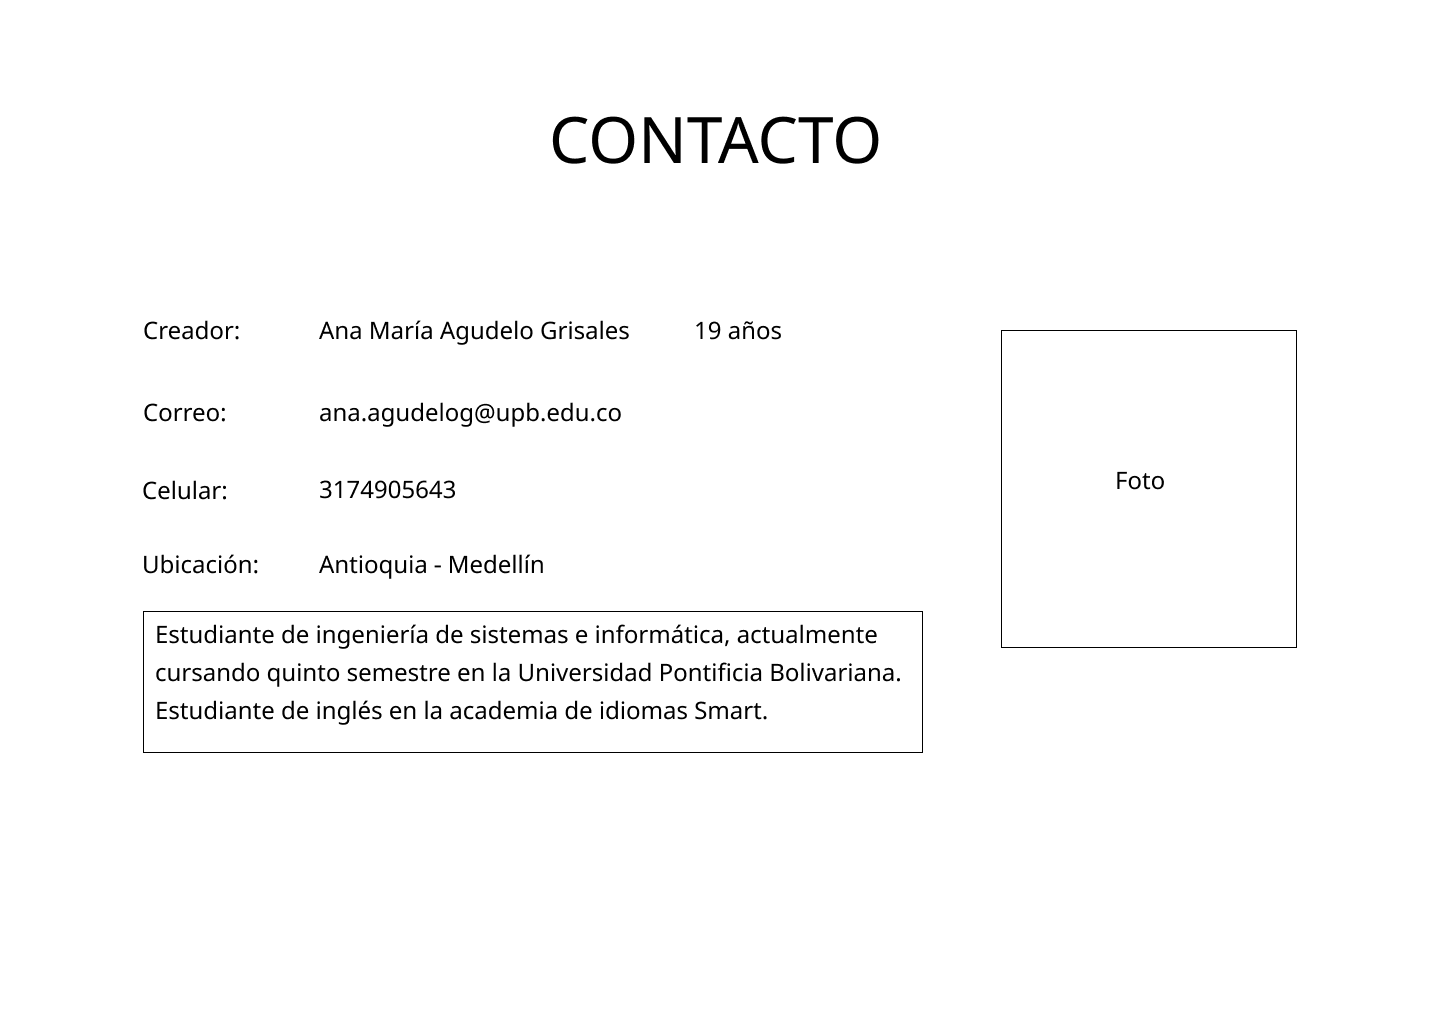 CONTACTO
Creador: Ana María Agudelo Grisales 19 años
Correo: ana.agudelog@upb.edu.co
Celular: 3174905643
Foto
Ubicación: Antioquia - Medellín
Estudiante de ingeniería de sistemas e informática, actualmente
cursando quinto semestre en la Universidad Pontificia Bolivariana.
Estudiante de inglés en la academia de idiomas Smart.